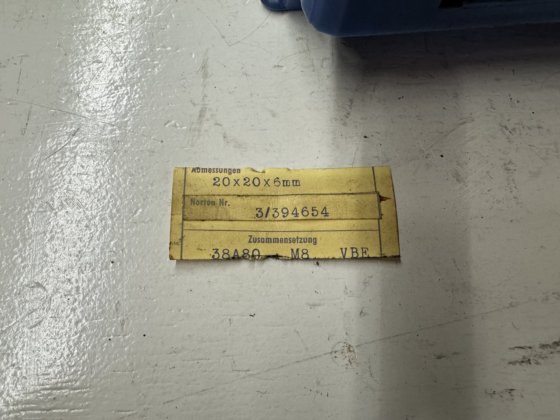 Abmessungen
20x20x6mm
Norton Nr.
3/394654
Zusammensetzung
38A80 M8 VBE